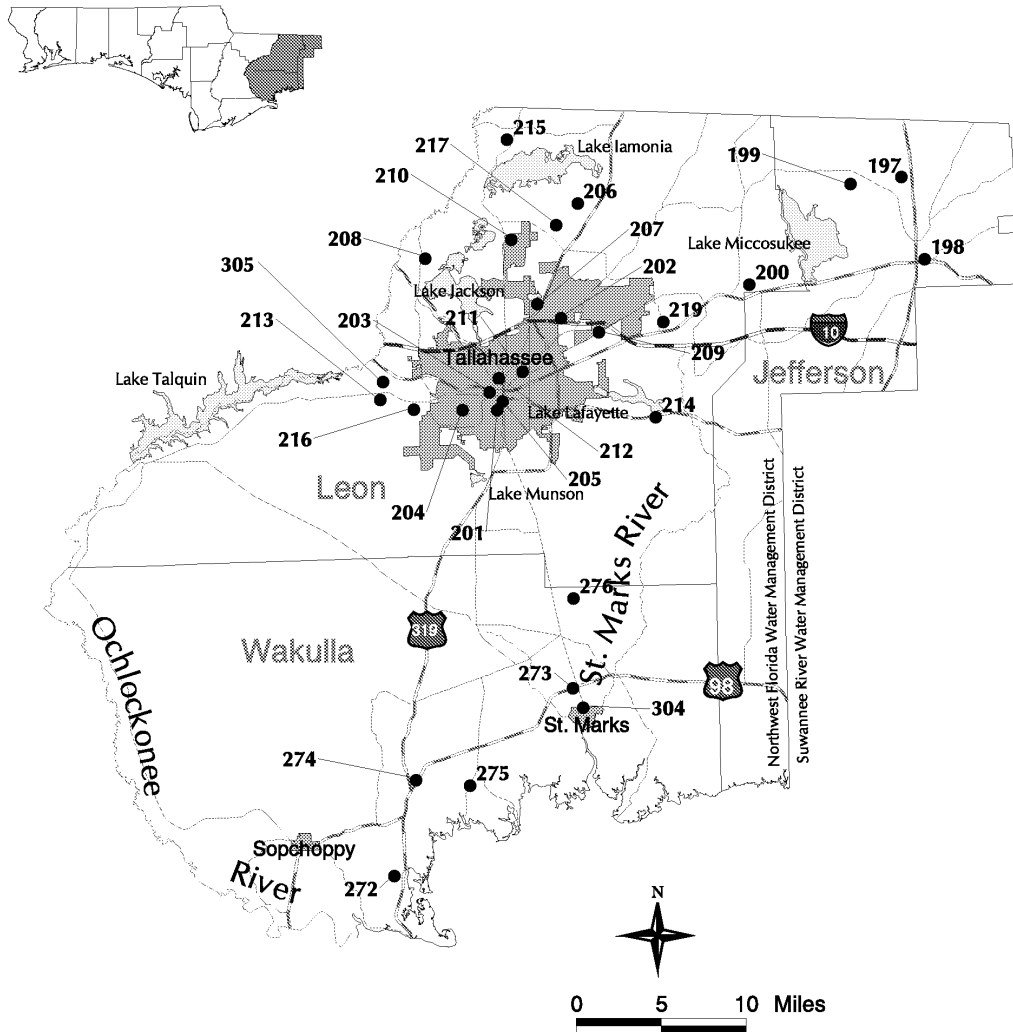 215
Lake Iamonia
217
199
197
210
206
207
208
Lake Miccosukee
198
202
305
200
Lake Jackson
213
203
211
219
10
209
Tallahassee
Jefferson
Lake Talquin
Lake Lafayette
214
216
212
205
Leon
Lake Munson
204
201
St. Marks River
Northwest Florida Water Management District
Suwannee River Water Management District
276
319
Ochlockonee
River
Wakulla
273
98
304
St. Marks
274
275
Sopchoppy
272
N
0 5 10 Miles